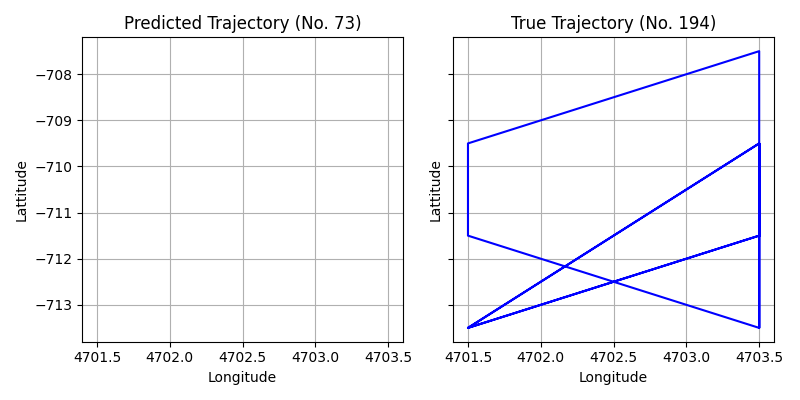 Predicted Trajectory (No. 73)
True Trajectory (No. 194)
−708
−709
−710
−711
−712
−713
Lattitude
Lattitude
4701.5 4702.0 4702.5 4703.0 4703.5
4701.5 4702.0 4702.5 4703.0 4703.5
Longitude
Longitude